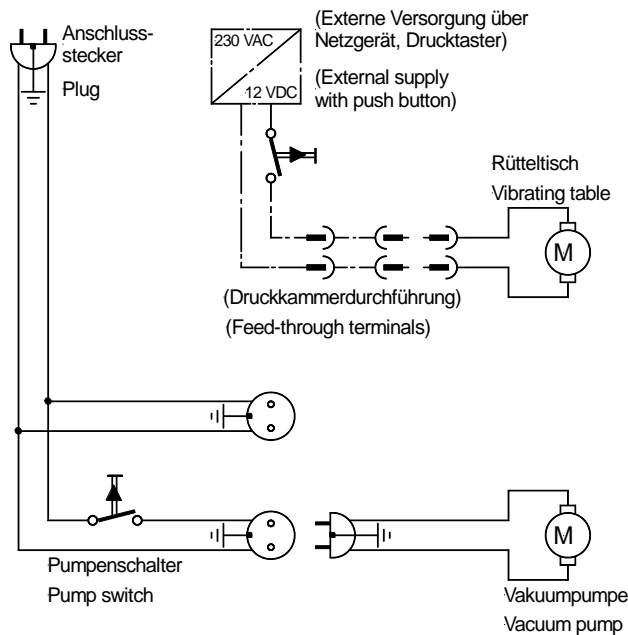 Anschluss-
stecker
Plug
230 VAC
12 VDC
(Externe Versorgung über
Netzgerät, Drucktaster)
(External supply
with push button)
Rütteltisch
Vibrating table
M
(Druckkammerdurchführung)
(Feed-through terminals)
M
Pumpenschalter
Pump switch
Vakuumpumpe
Vacuum pump